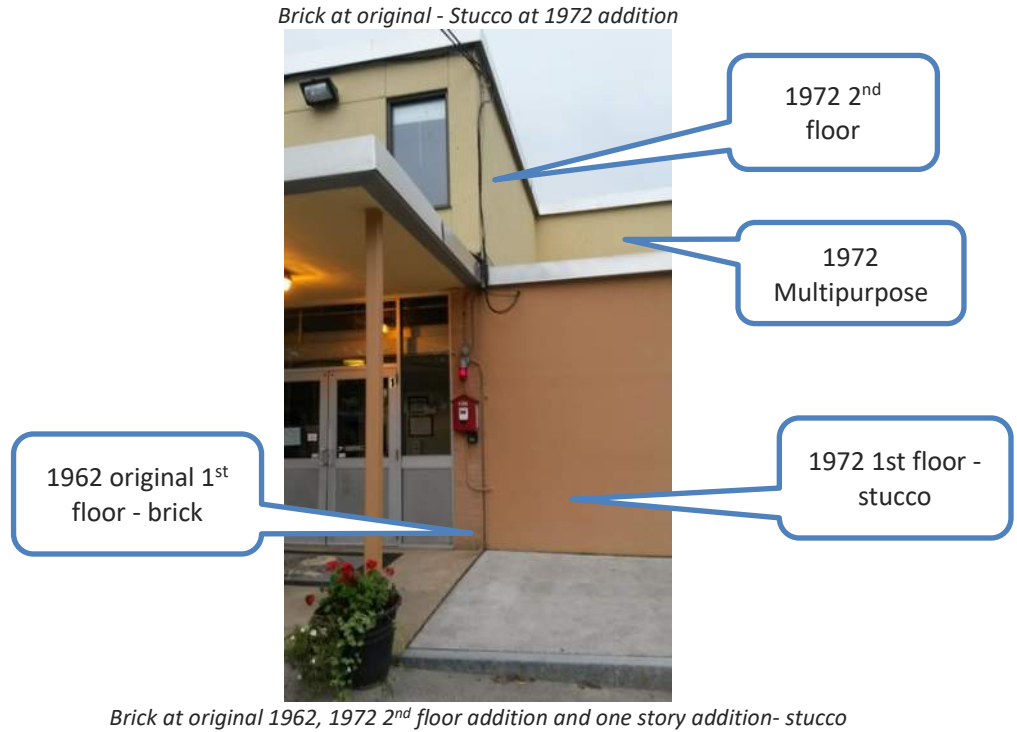 Brick at original - Stucco at 1972 addition
1972 2nd
floor
1972
Multipurpose
1962 original 1st
floor - brick
1972 1st floor -
stucco
1
Brick at original 1962, 1972 2nd floor addition and one story addition- stucco